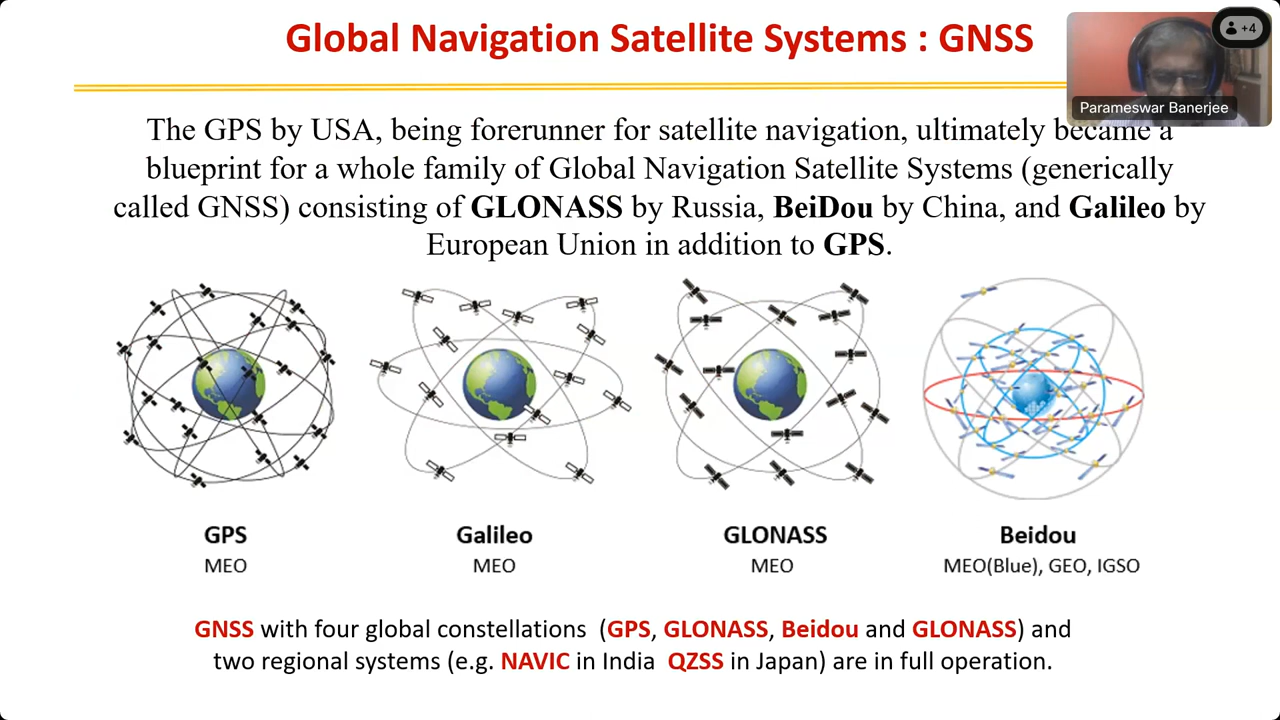 Global Navigation Satellite Systems : GNSS
+4
Parameswar Banerjee
The GPS by USA, being forerunner for satellite navigation, ultimately became a
blueprint for a whole family of Global Navigation Satellite Systems (generically
called GNSS) consisting of GLONASS by Russia, BeiDou by China, and Galileo by
European Union in addition to GPS.
GPS
MEO
Galileo
MEO
GLONASS
MEO
Beidou
MEO(Blue), GEO, IGSO
GNSS with four global constellations (GPS, GLONASS, Beidou and GLONASS) and
two regional systems (e.g. NAVIC in India QZSS in Japan) are in full operation.